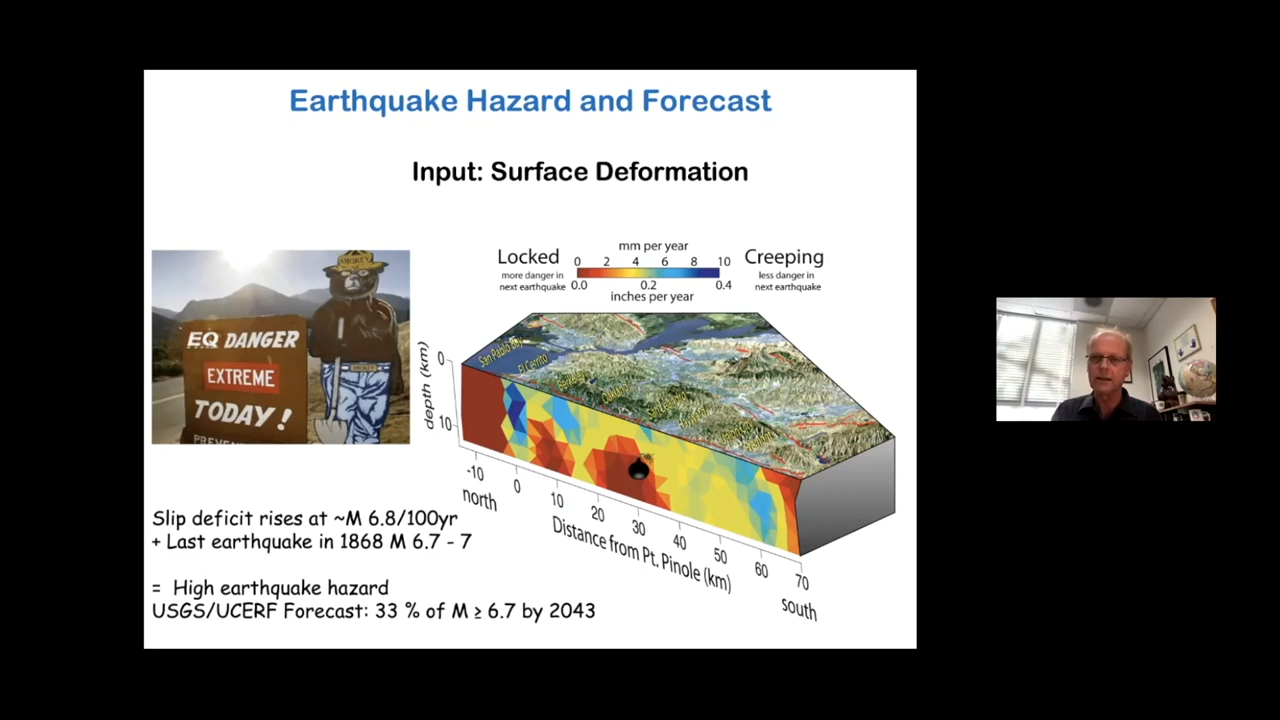 Earthquake Hazard and Forecast
Input: Surface Deformation
mm per year
Locked
0 2 4 6 8 10
Creeping
more danger in
next earthquake
0.0 0.2 0.4
inches per year
less danger in
next earthquake
SMOKEY
EQ DANGER
EXTREME
TODAY!
SMOKEY
San Pablo Bay
El Cerrito
depth (km)
0
10
-10 0 10 20 30 40 50 60 70
north
Distance from Pt. Pinole (km)
south
Slip deficit rises at ~M 6.8/100yr
+ Last earthquake in 1868 M 6.7 - 7
= High earthquake hazard
USGS/UCERF Forecast: 33 % of M ≥ 6.7 by 2043